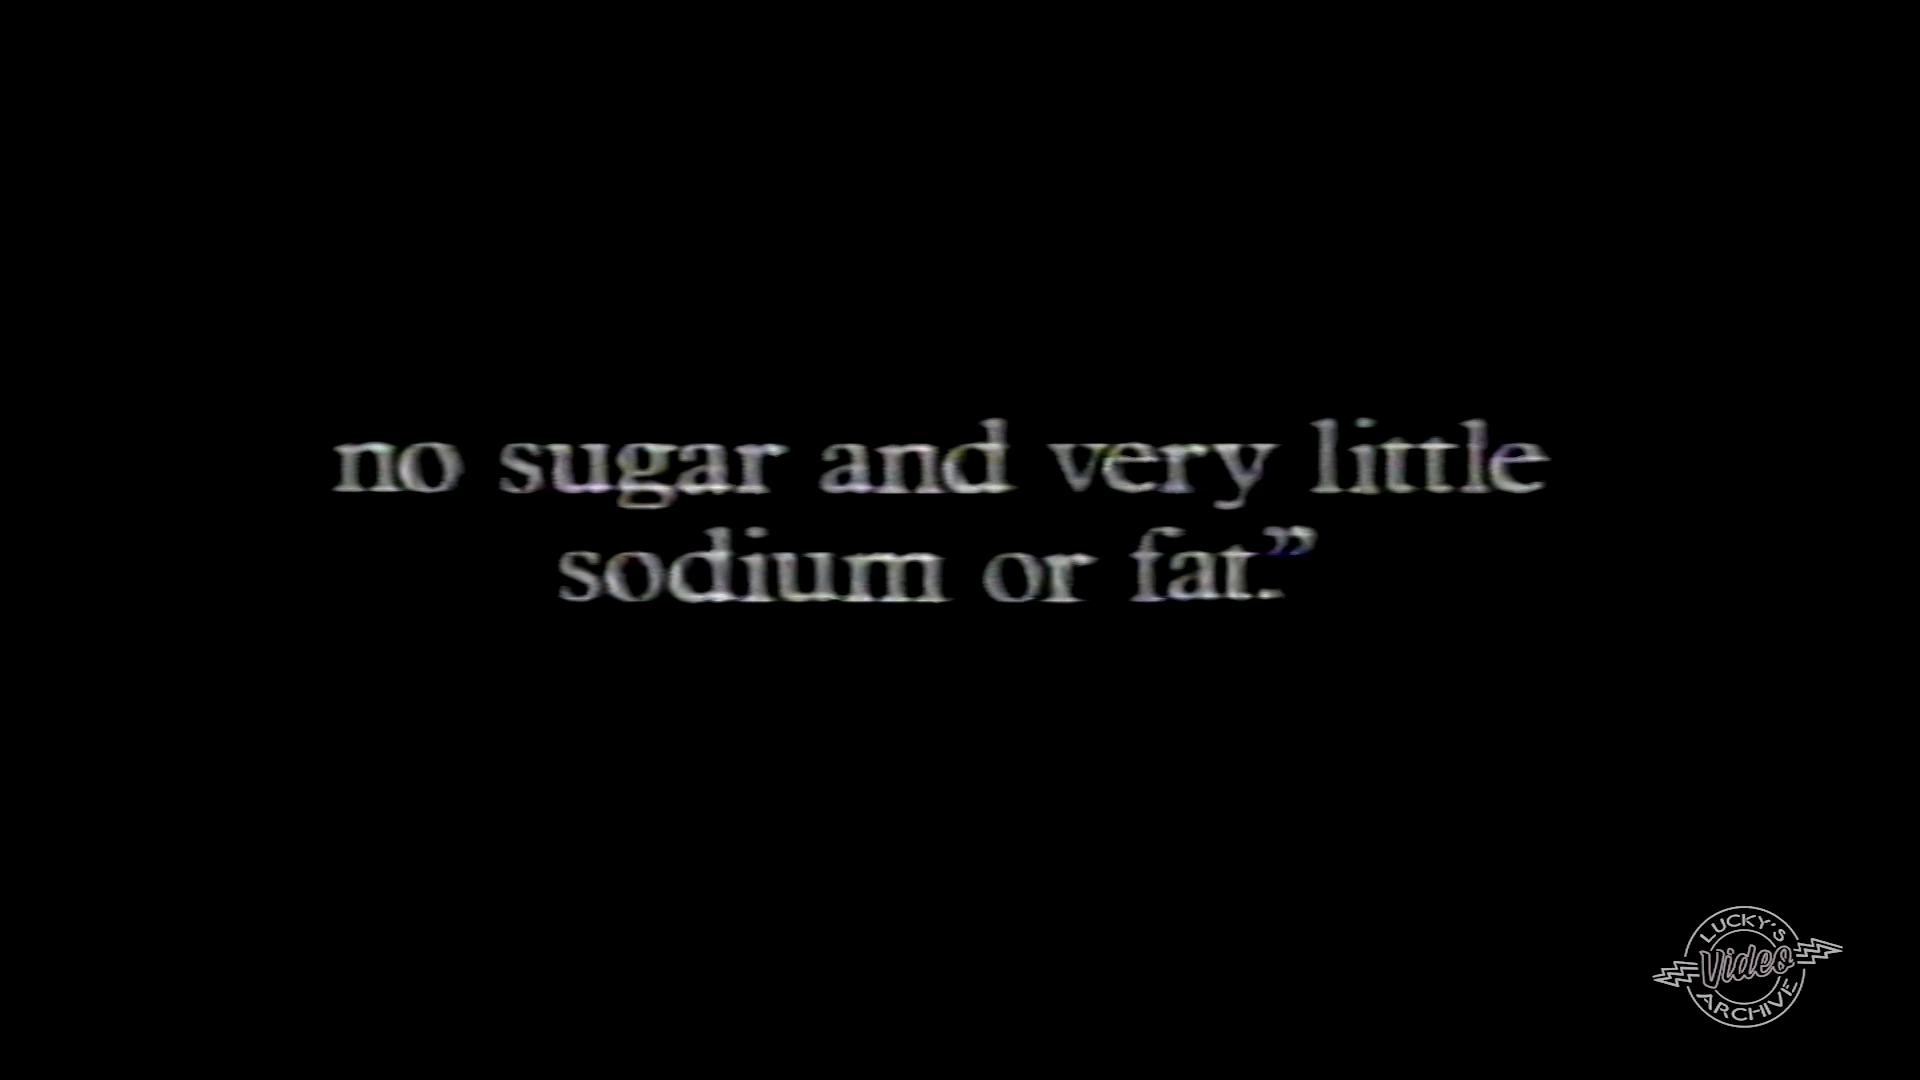 no sugar and very little
sodium or fat.”
LUCKY'S
Video
ARCHIVE